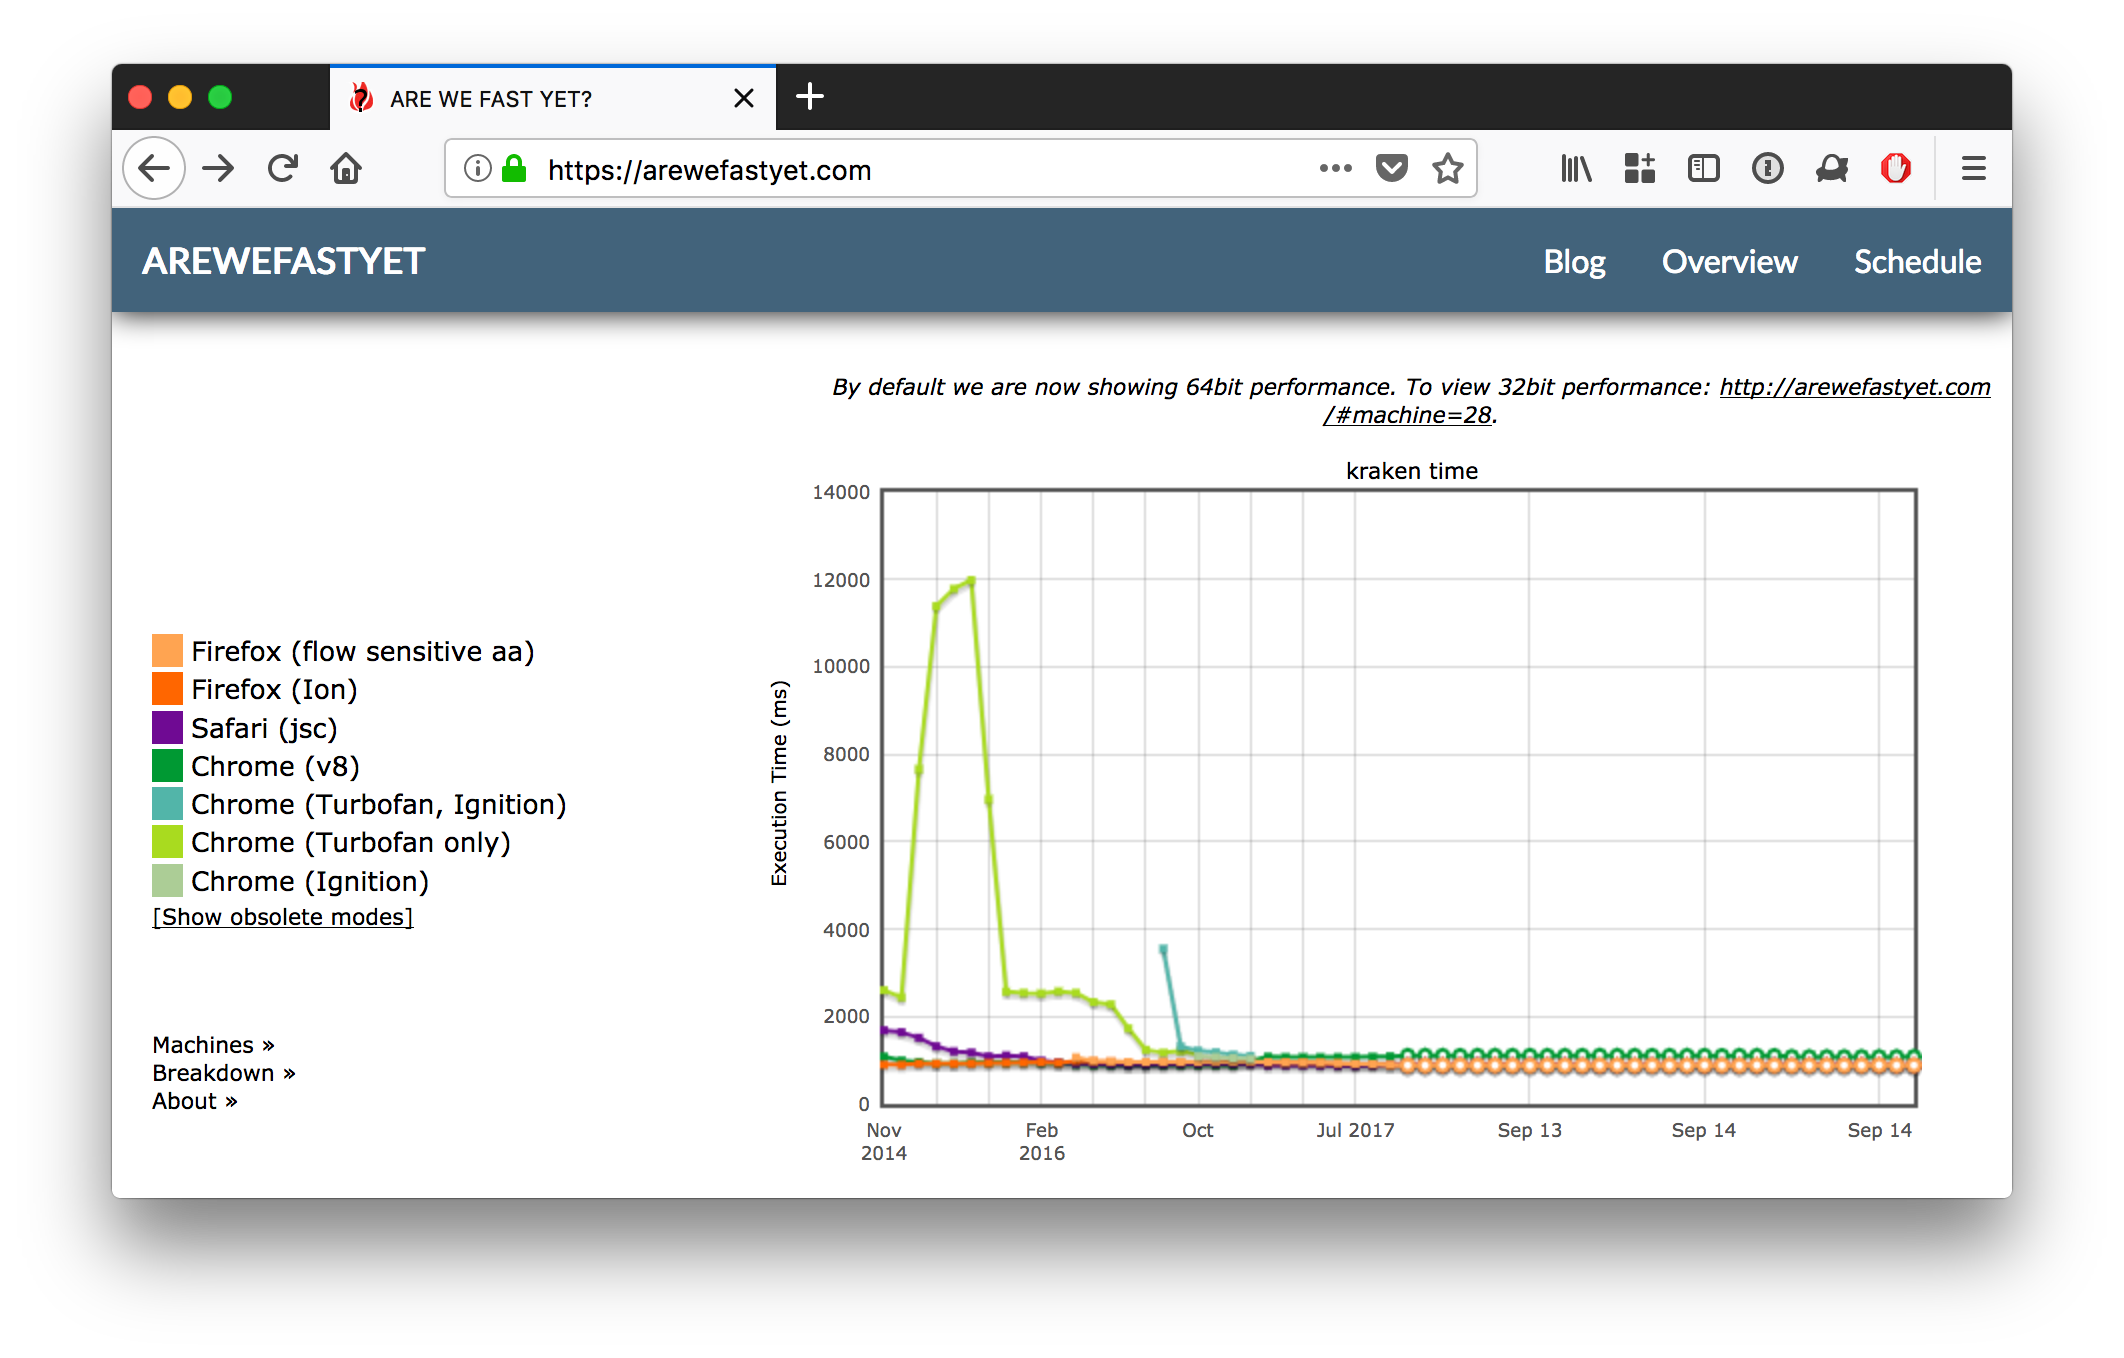 ARE WE FAST YET?
https://arewefastyet.com
AREWEFASTYET
Blog
Overview
Schedule
By default we are now showing 64bit performance. To view 32bit performance: http://arewefastyet.com
/#machine=28.
kraken time
Firefox (flow sensitive aa)
Firefox (Ion)
Safari (jsc)
Chrome (v8)
Chrome (Turbofan, Ignition)
Chrome (Turbofan only)
Chrome (Ignition)
[Show obsolete modes]
Machines »
Breakdown »
About »
Execution Time (ms)
14000
12000
10000
8000
6000
4000
2000
0
Nov
2014
Feb
2016
Oct
Jul 2017
Sep 13
Sep 14
Sep 14